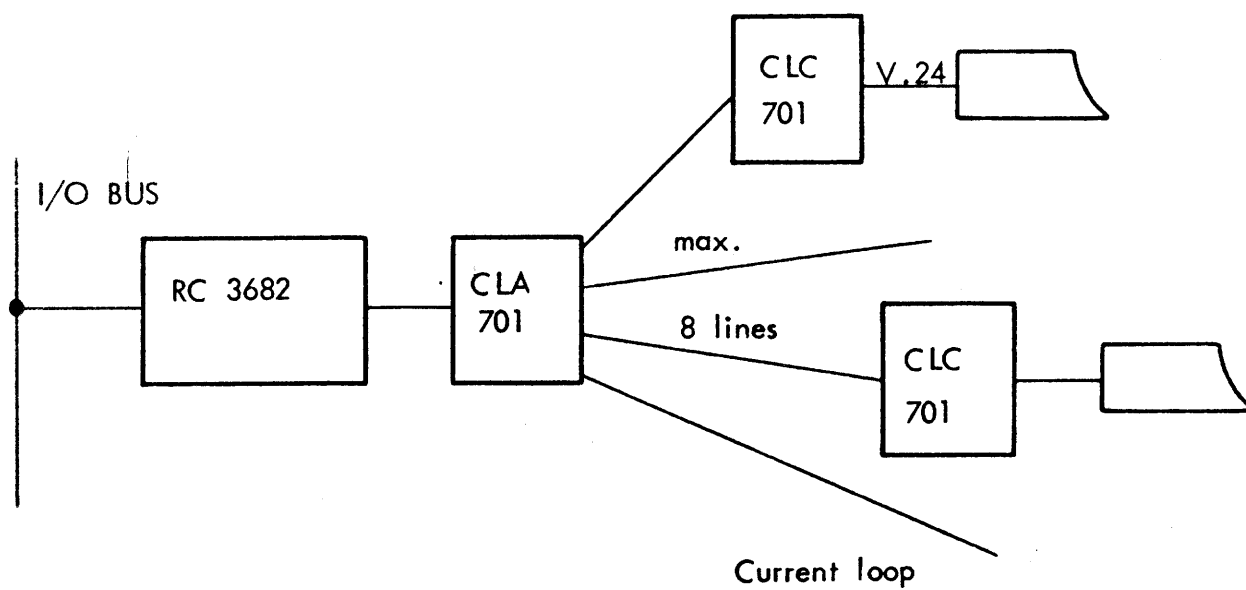 CLC
701
V.24
I/O BUS
max.
RC 3682
CLA
701
8 lines
CLC
701
Current loop